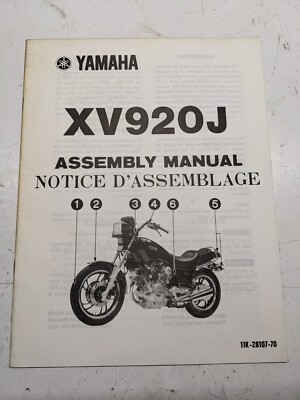 YAMAHA
XV920J
ASSEMBLY MANUAL
NOTICE D'ASSEMBLAGE
1 2 3 4 6 5
11K-28107-70